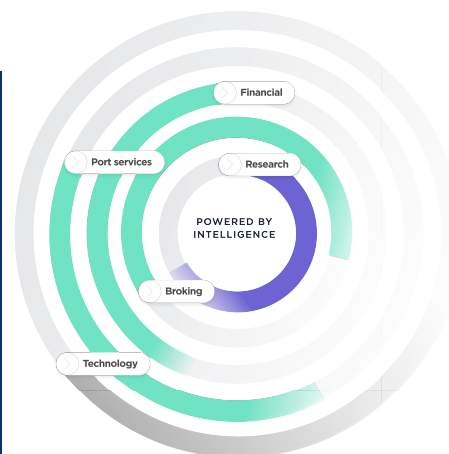 Financial
Port services
Research
POWERED BY
INTELLIGENCE
Broking
Technology